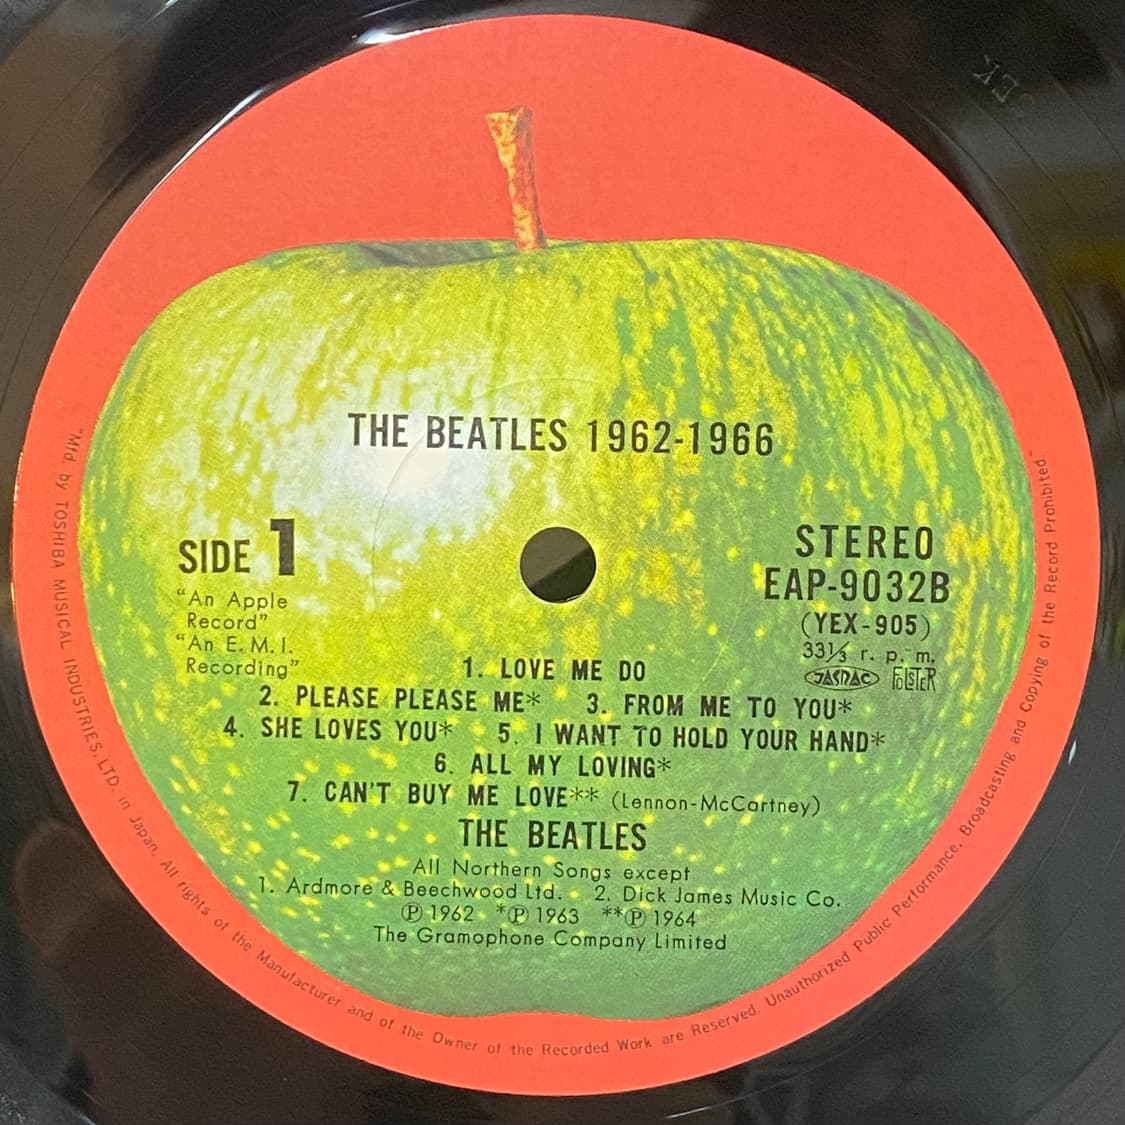 THE BEATLES 1962-1966
SIDE 1
"An Apple
Record"
"An E.M.I.
Recording"
STEREO
EAP-9032B
(YEX-905)
33⅓ r. p. m.
JASRAC FOLSTER
1. LOVE ME DO
2. PLEASE PLEASE ME* 3. FROM ME TO YOU*
4. SHE LOVES YOU* 5. I WANT TO HOLD YOUR HAND*
6. ALL MY LOVING*
7. CAN'T BUY ME LOVE** (Lennon-McCartney)
THE BEATLES
All Northern Songs except
1. Ardmore & Beechwood Ltd. 2. Dick James Music Co.
Ⓟ 1962 *Ⓟ 1963 **Ⓟ 1964
The Gramophone Company Limited
"Mfd. by TOSHIBA MUSICAL INDUSTRIES. LTD. in Japan. All rights of the Manufacturer and of the Owner of the Recorded Work are Reserved. Unauthorized Public Performance. Broadcasting and Copying of the Record Prohibited"